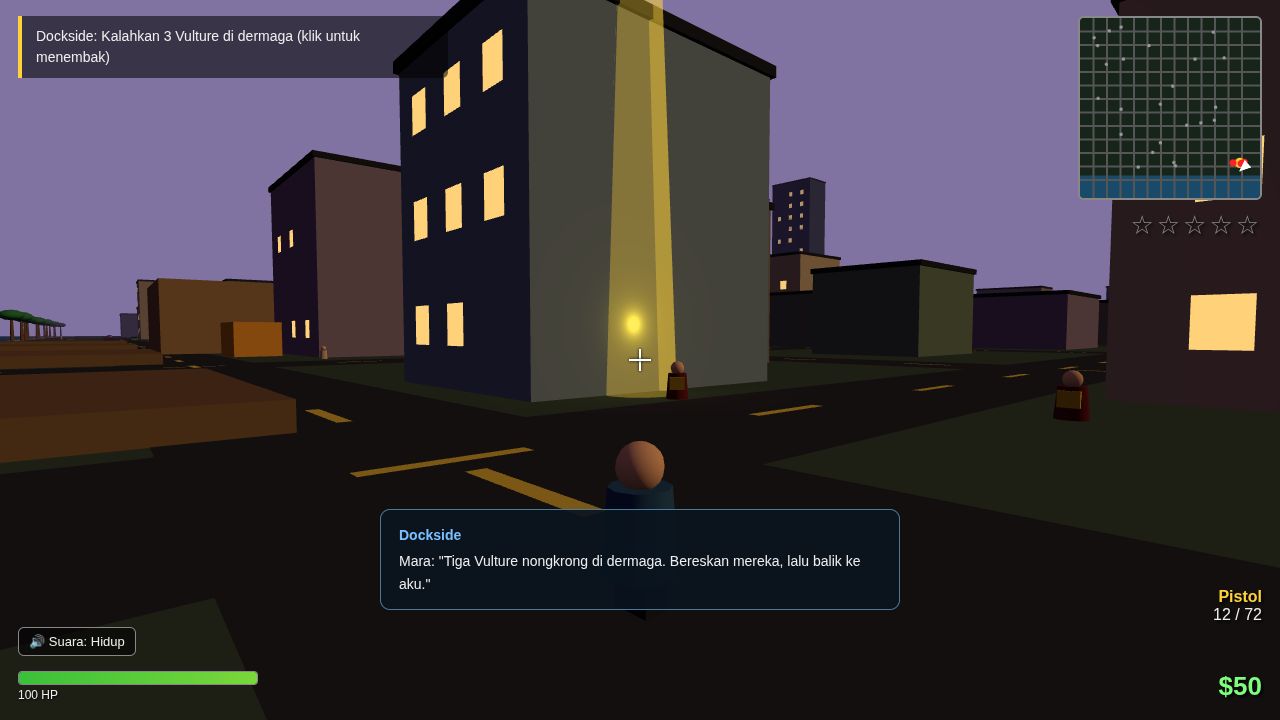 Dockside: Kalahkan 3 Vulture di dermaga (klik untuk
menembak)
Dockside
Mara: "Tiga Vulture nongkrong di dermaga. Bereskan mereka, lalu balik ke
aku."
Pistol
12 / 72
🔊 Suara: Hidup
100 HP
$50